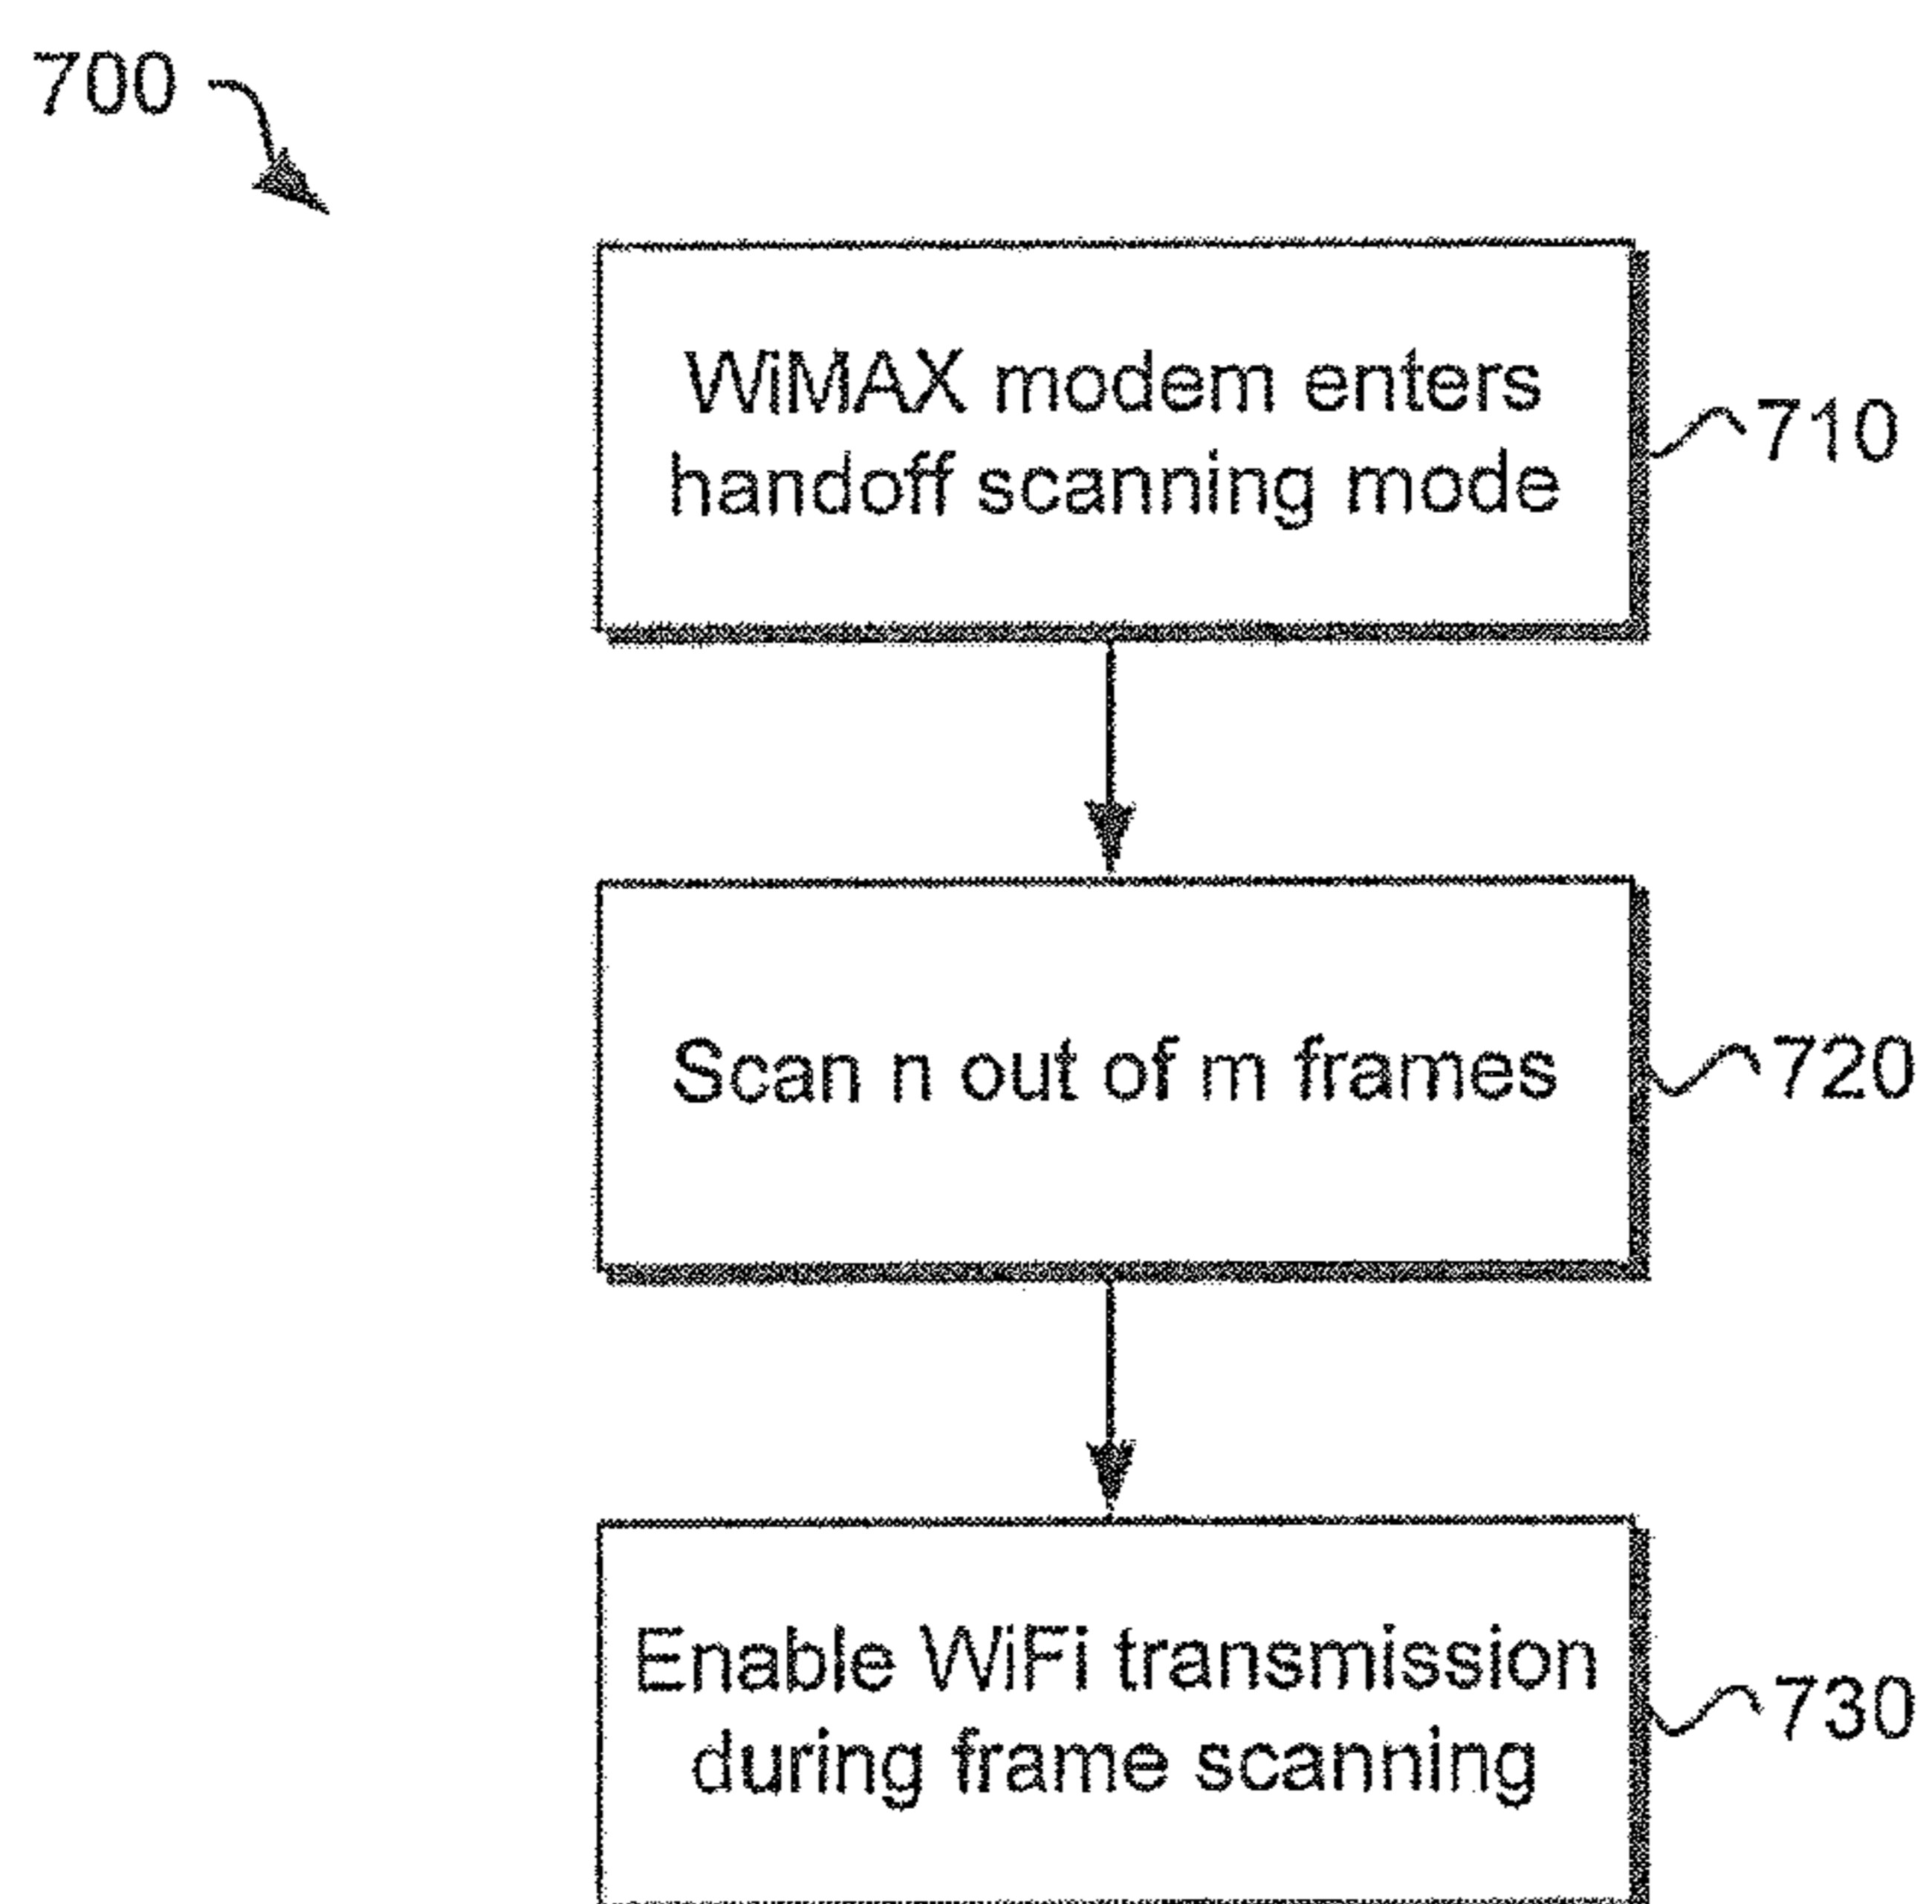 700
WiMAX modem enters
handoff scanning mode
710
Scan n out of m frames
720
Enable WiFi transmission
during frame scanning
730